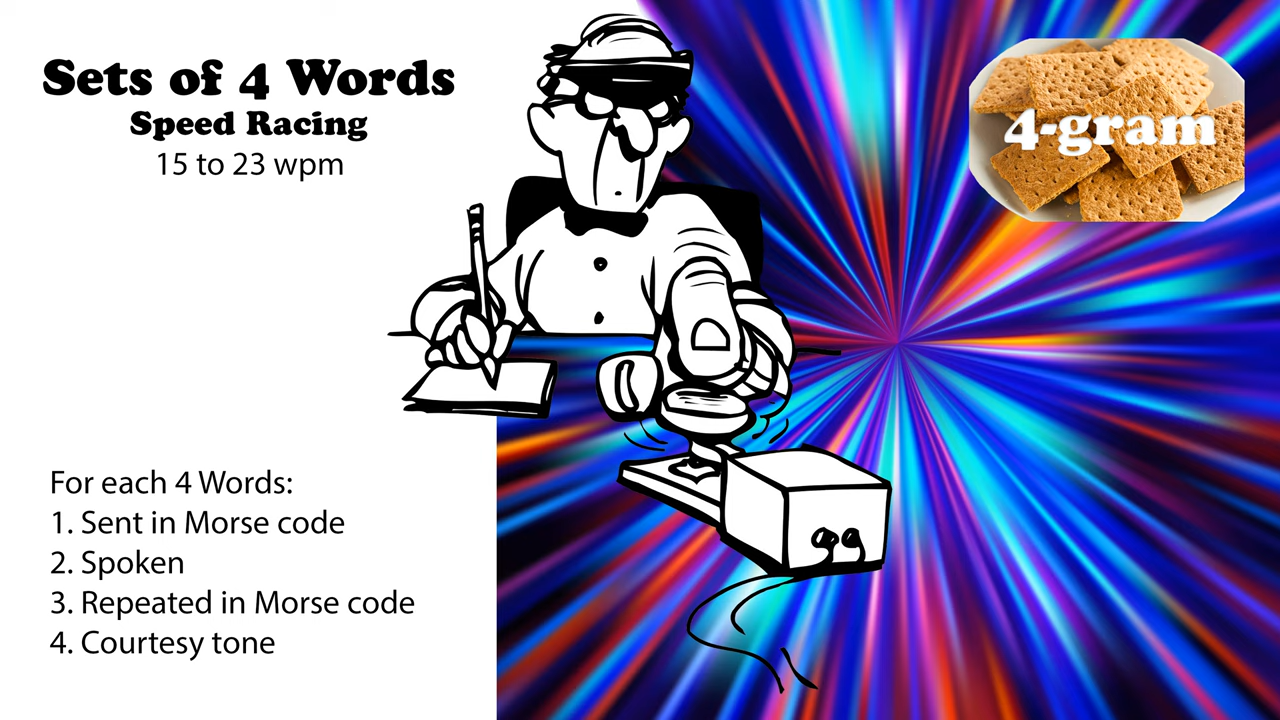 Sets of 4 Words
Speed Racing
15 to 23 wpm
4-gram
For each 4 Words:
1. Sent in Morse code
2. Spoken
3. Repeated in Morse code
4. Courtesy tone